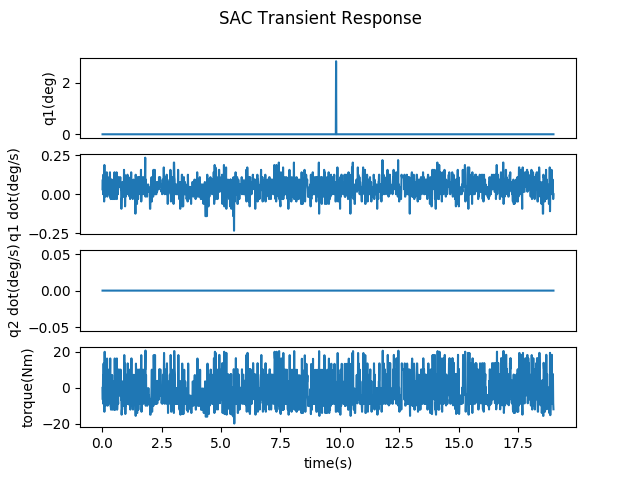 SAC Transient Response
q1(deg)
2
0
q1 dot(deg/s)
0.25
0.00
−0.25
q2 dot(deg/s)
0.05
0.00
−0.05
torque(Nm)
20
0
−20
0.0 2.5 5.0 7.5 10.0 12.5 15.0 17.5
time(s)